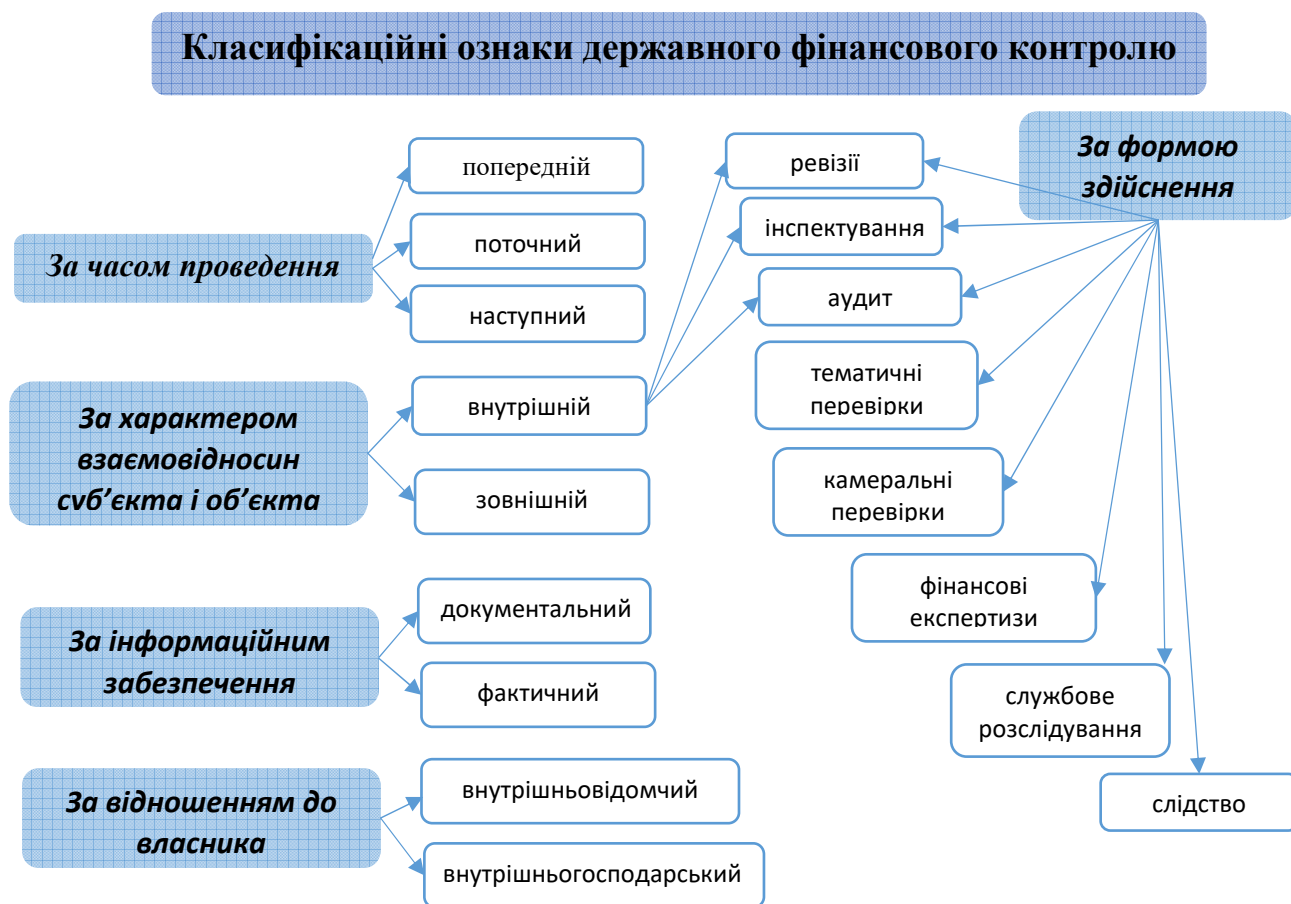 Класифікаційні ознаки державного фінансового контролю
За часом проведення
попередній
поточний
наступний
За характером
взаємовідносин
суб’єкта і об’єкта
внутрішній
зовнішній
За інформаційним
забезпечення
документальний
фактичний
За відношенням до
власника
внутрішньовідомчий
внутрішньогосподарський
За формою
здійснення
ревізії
інспектування
аудит
тематичні
перевірки
камеральні
перевірки
фінансові
експертизи
службове
розслідування
слідство